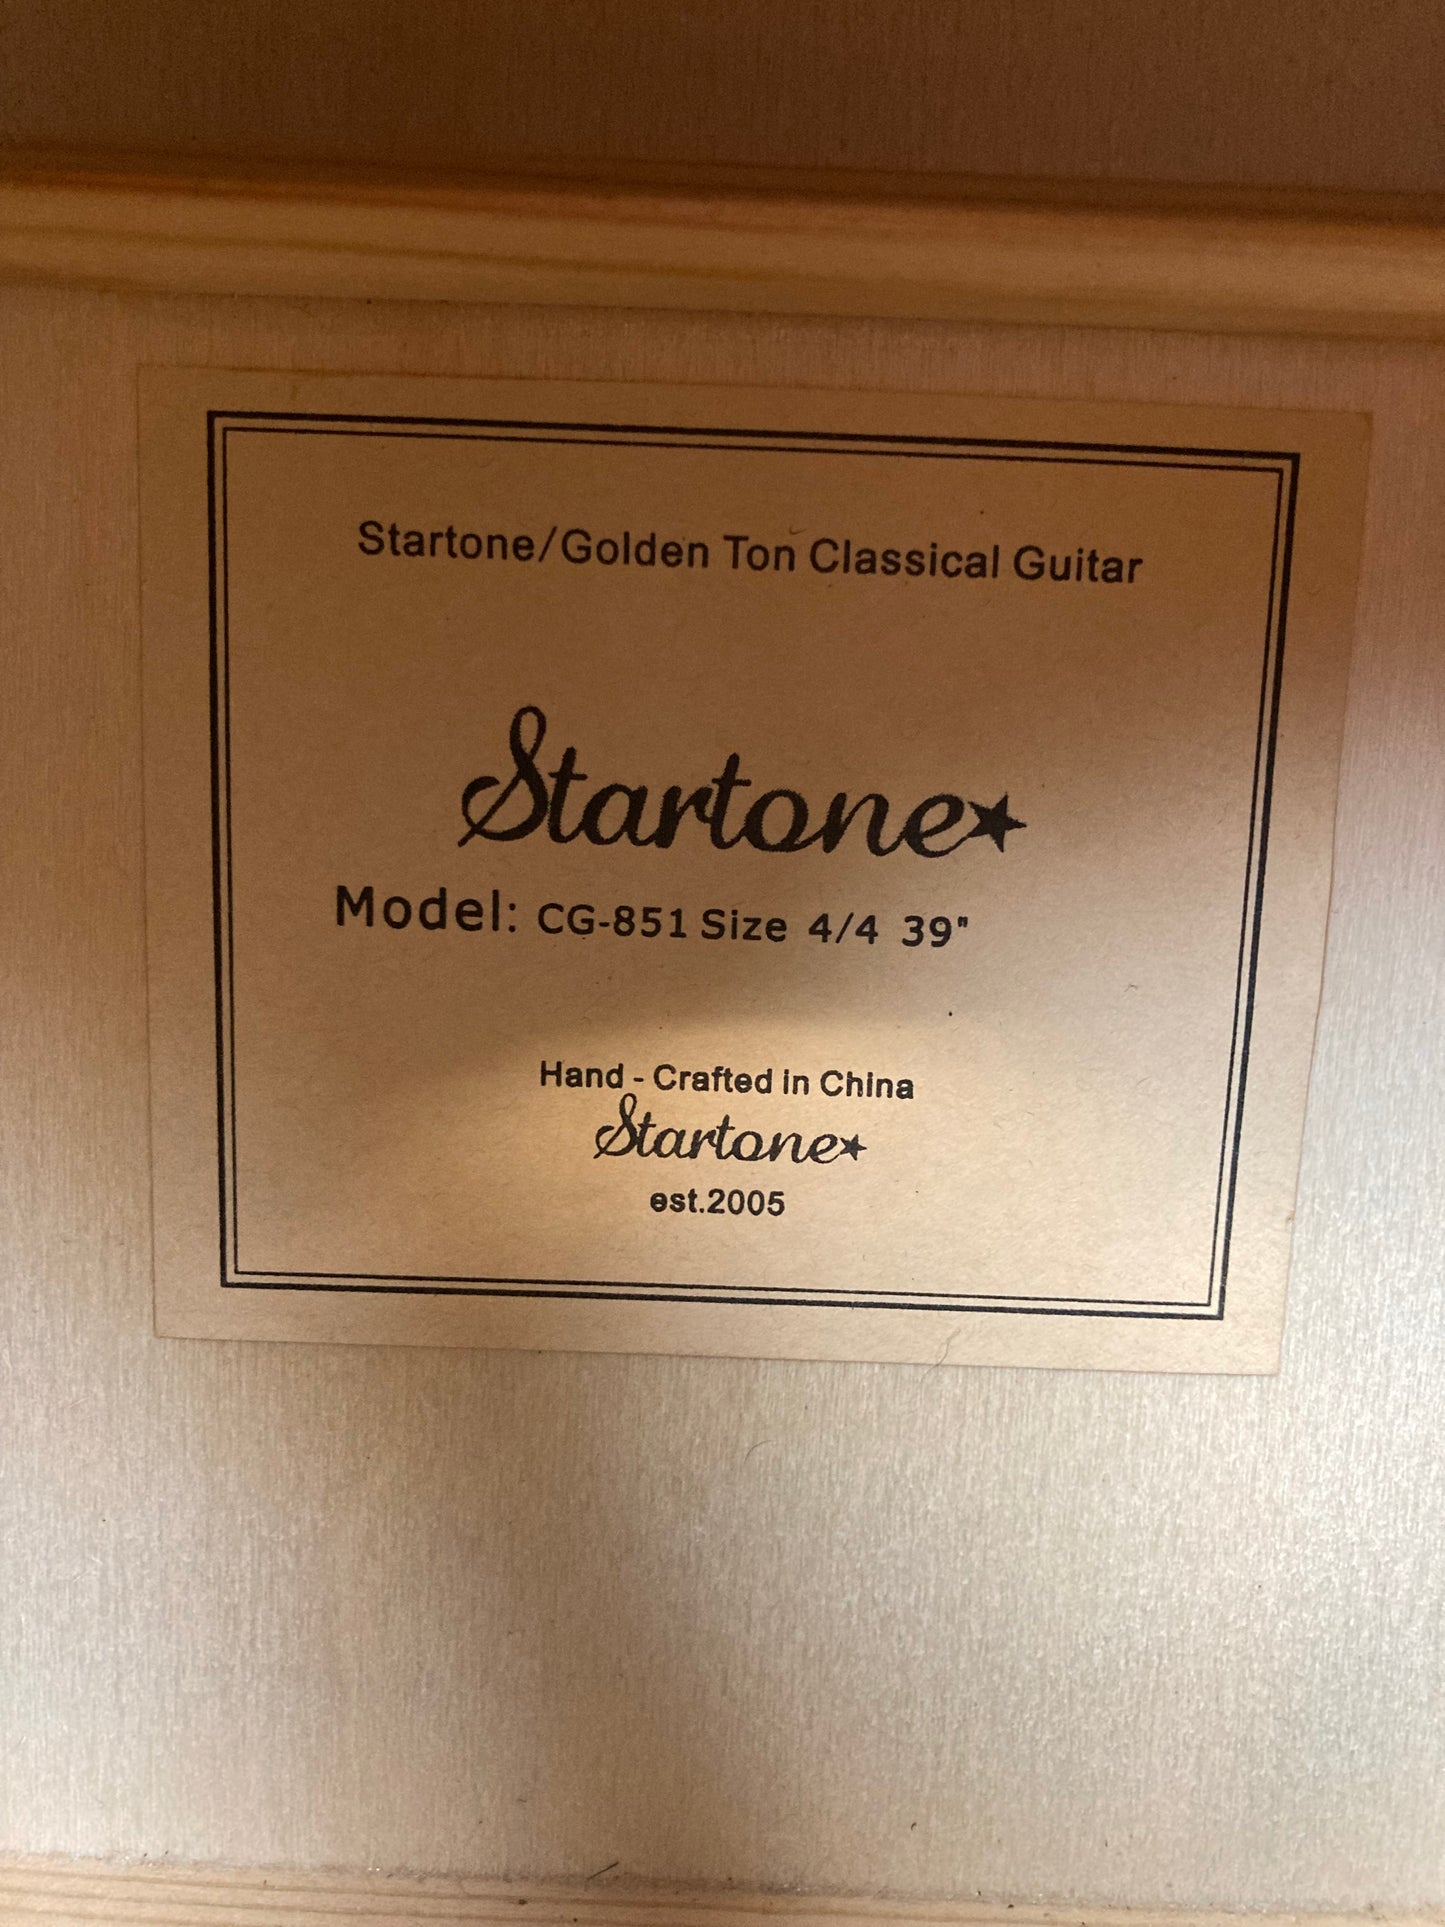 Startone/Golden Ton Classical Guitar
Startone
Model: CG-851 Size 4/4 39"
Hand - Crafted in China
Startone
est.2005